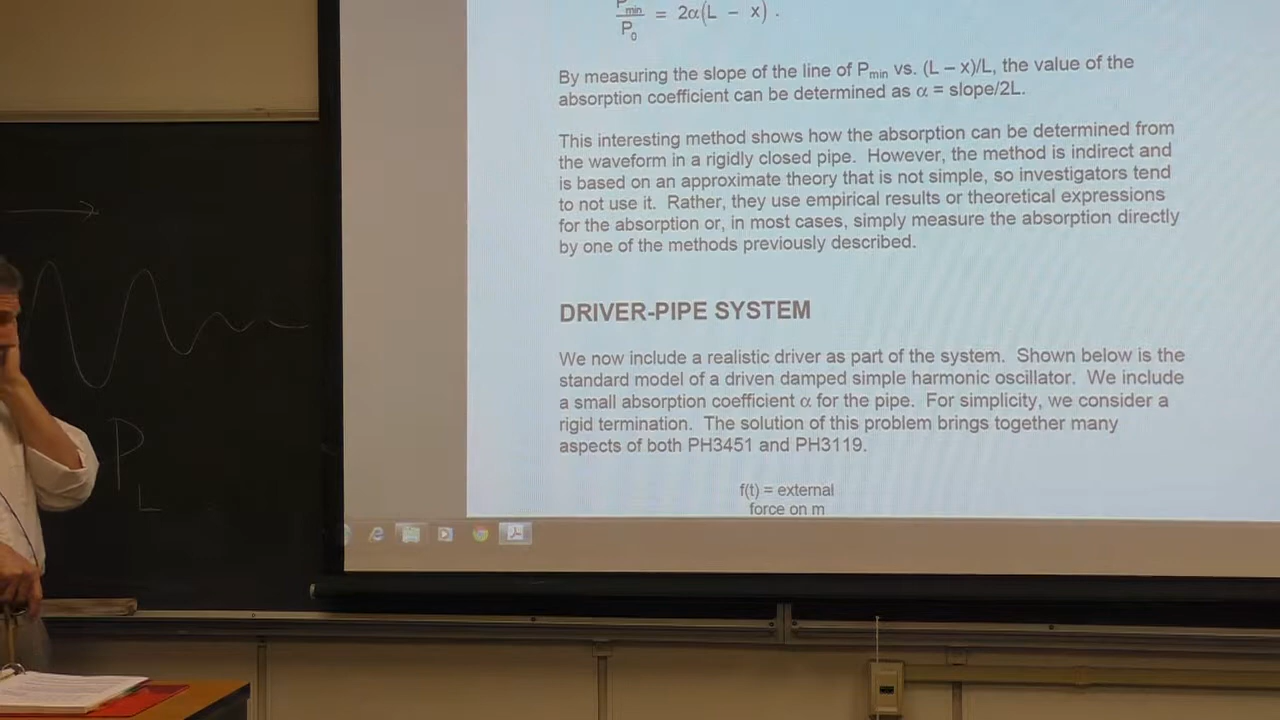 Pmin
P0 = 2α(L – x) .
By measuring the slope of the line of Pmin vs. (L – x)/L, the value of the
absorption coefficient can be determined as α = slope/2L.
This interesting method shows how the absorption can be determined from
the waveform in a rigidly closed pipe. However, the method is indirect and
is based on an approximate theory that is not simple, so investigators tend
to not use it. Rather, they use empirical results or theoretical expressions
for the absorption or, in most cases, simply measure the absorption directly
by one of the methods previously described.
DRIVER-PIPE SYSTEM
We now include a realistic driver as part of the system. Shown below is the
standard model of a driven damped simple harmonic oscillator. We include
a small absorption coefficient α for the pipe. For simplicity, we consider a
rigid termination. The solution of this problem brings together many
aspects of both PH3451 and PH3119.
f(t) = external
force on m
P
L